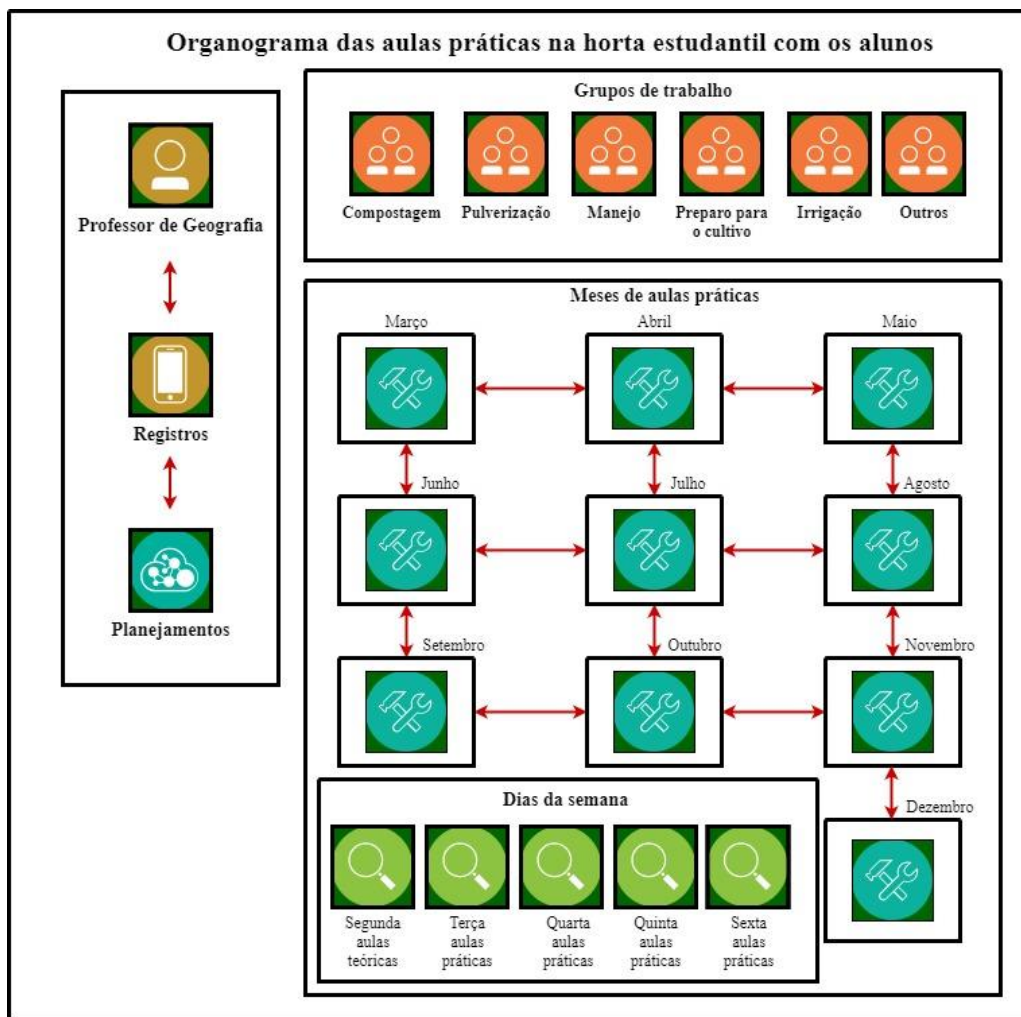 Organograma das aulas práticas na horta estudantil com os alunos
Professor de Geografia
Registros
Planejamentos
Grupos de trabalho
Compostagem
Pulverização
Manejo
Preparo para
o cultivo
Irrigação
Outros
Meses de aulas práticas
Março
Abril
Maio
Junho
Julho
Agosto
Setembro
Outubro
Novembro
Dezembro
Dias da semana
Segunda
aulas
teóricas
Terça
aulas
práticas
Quarta
aulas
práticas
Quinta
aulas
práticas
Sexta
aulas
práticas